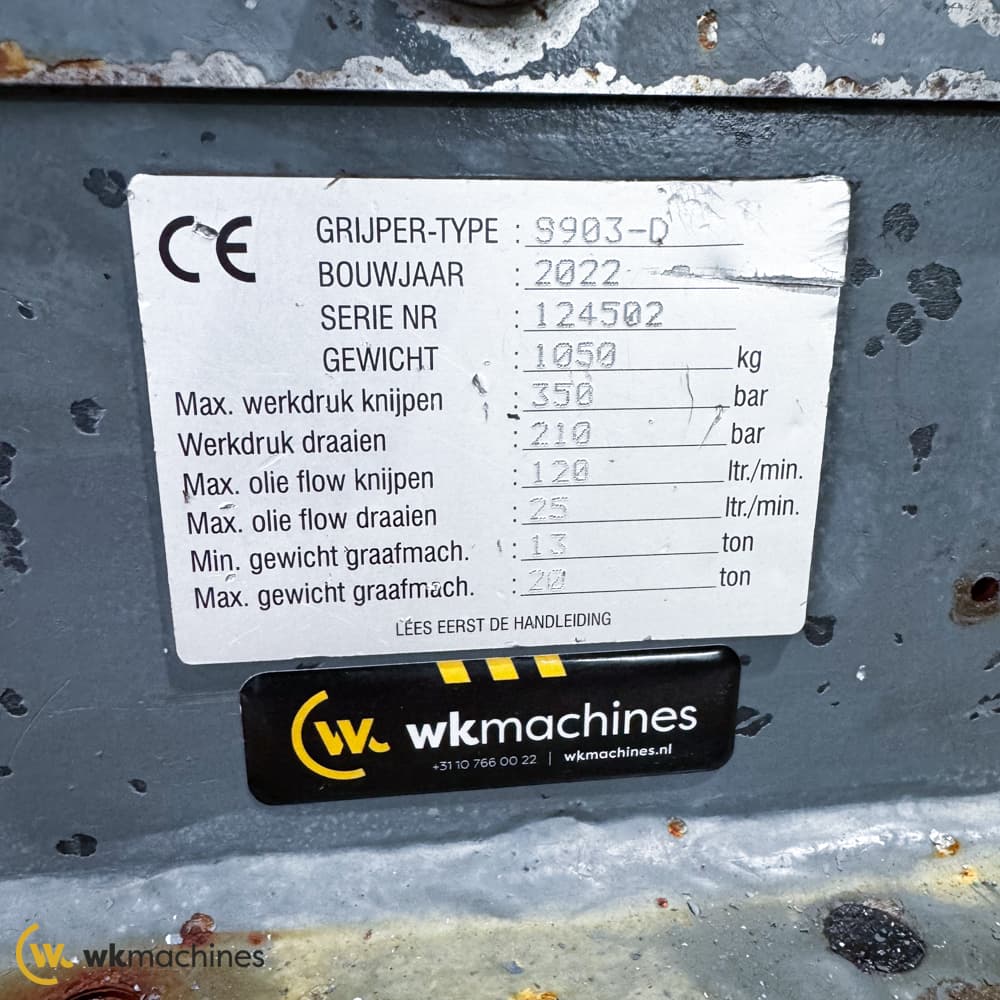 CE
GRIJPER-TYPE : S903-D
BOUWJAAR : 2022
SERIE NR : 124502
GEWICHT : 1050 kg
Max. werkdruk knijpen : 350 bar
Werkdruk draaien : 210 bar
Max. olie flow knijpen : 120 ltr./min.
Max. olie flow draaien : 25 ltr./min.
Min. gewicht graafmach. : 13 ton
Max. gewicht graafmach. : 20 ton
LEES EERST DE HANDLEIDING
wkmachines
+31 10 766 00 22 | wkmachines.nl
wkmachines